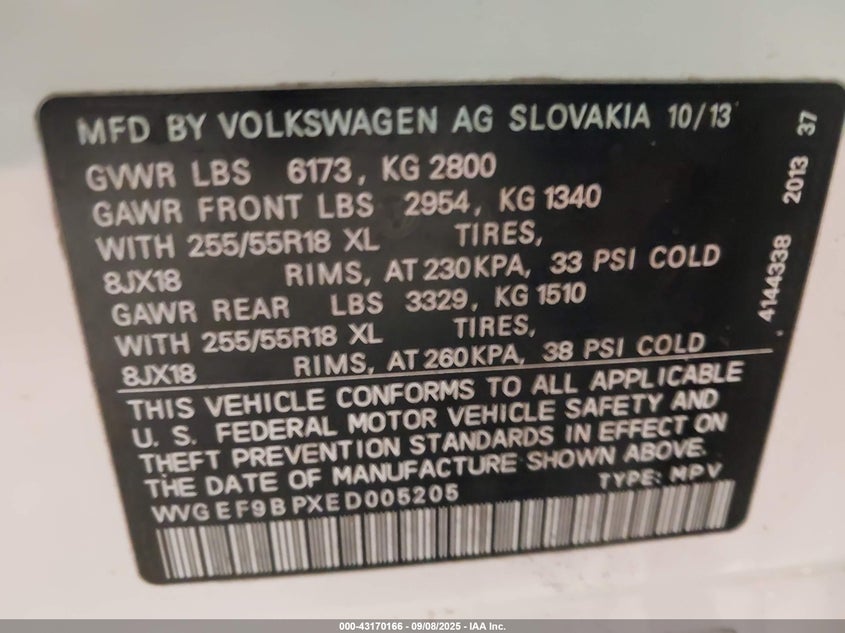 MFD BY VOLKSWAGEN AG SLOVAKIA 10/13
GVWR LBS 6173, KG 2800
GAWR FRONT LBS 2954, KG 1340
WITH 255/55R18 XL TIRES,
8JX18 RIMS, AT 230KPA, 33 PSI COLD
GAWR REAR LBS 3329, KG 1510
WITH 255/55R18 XL TIRES,
8JX18 RIMS, AT 260KPA, 38 PSI COLD
THIS VEHICLE CONFORMS TO ALL APPLICABLE
U. S. FEDERAL MOTOR VEHICLE SAFETY AND
THEFT PREVENTION STANDARDS IN EFFECT ON
THE DATE OF MANUFACTURE SHOWN ABOVE.
WVGEF9BPXED005205 TYPE: MPV
4144338 2013 37
000-43170166 - 09/08/2025 - IAA Inc.